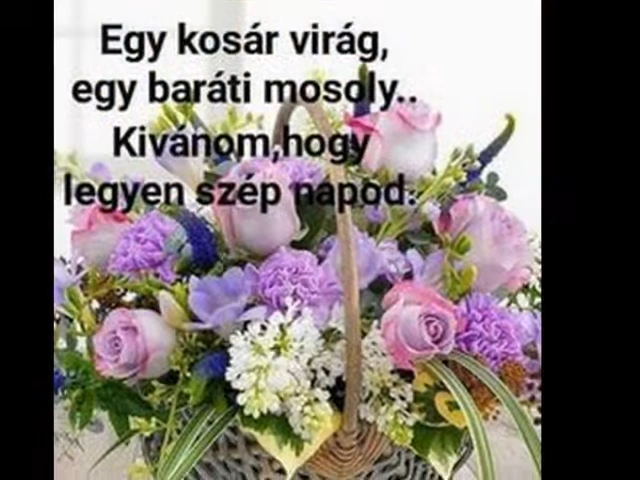 Egy kosár virág,
egy baráti mosoly..
Kivánom,hogy
legyen szép napod.